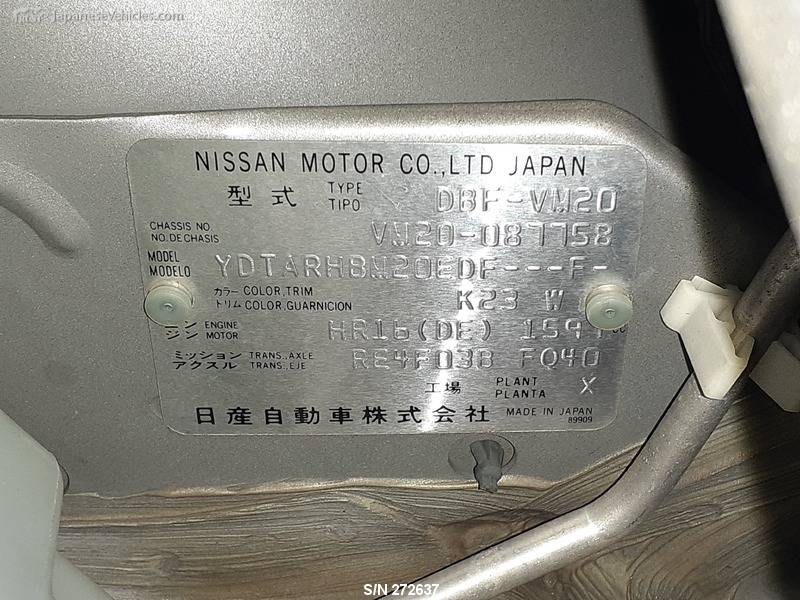 JapaneseVehicles.com
NISSAN MOTOR CO.,LTD JAPAN
型式 TYPE TIPO DBF-VM20
CHASSIS NO. NO. DE CHASIS VM20-087758
MODEL MODELO YDTARHBM20EDF---F-
カラー COLOR,TRIM トリム COLOR,GUARNICION K23 W
ENGINE MOTOR HR16(DE) 159
ミッション TRANS.,AXLE アクスル TRANS.,EJE RE4F03B FQ40
工場 PLANT PLANTA X
日産自動車株式会社 MADE IN JAPAN
89909
S/N 272637